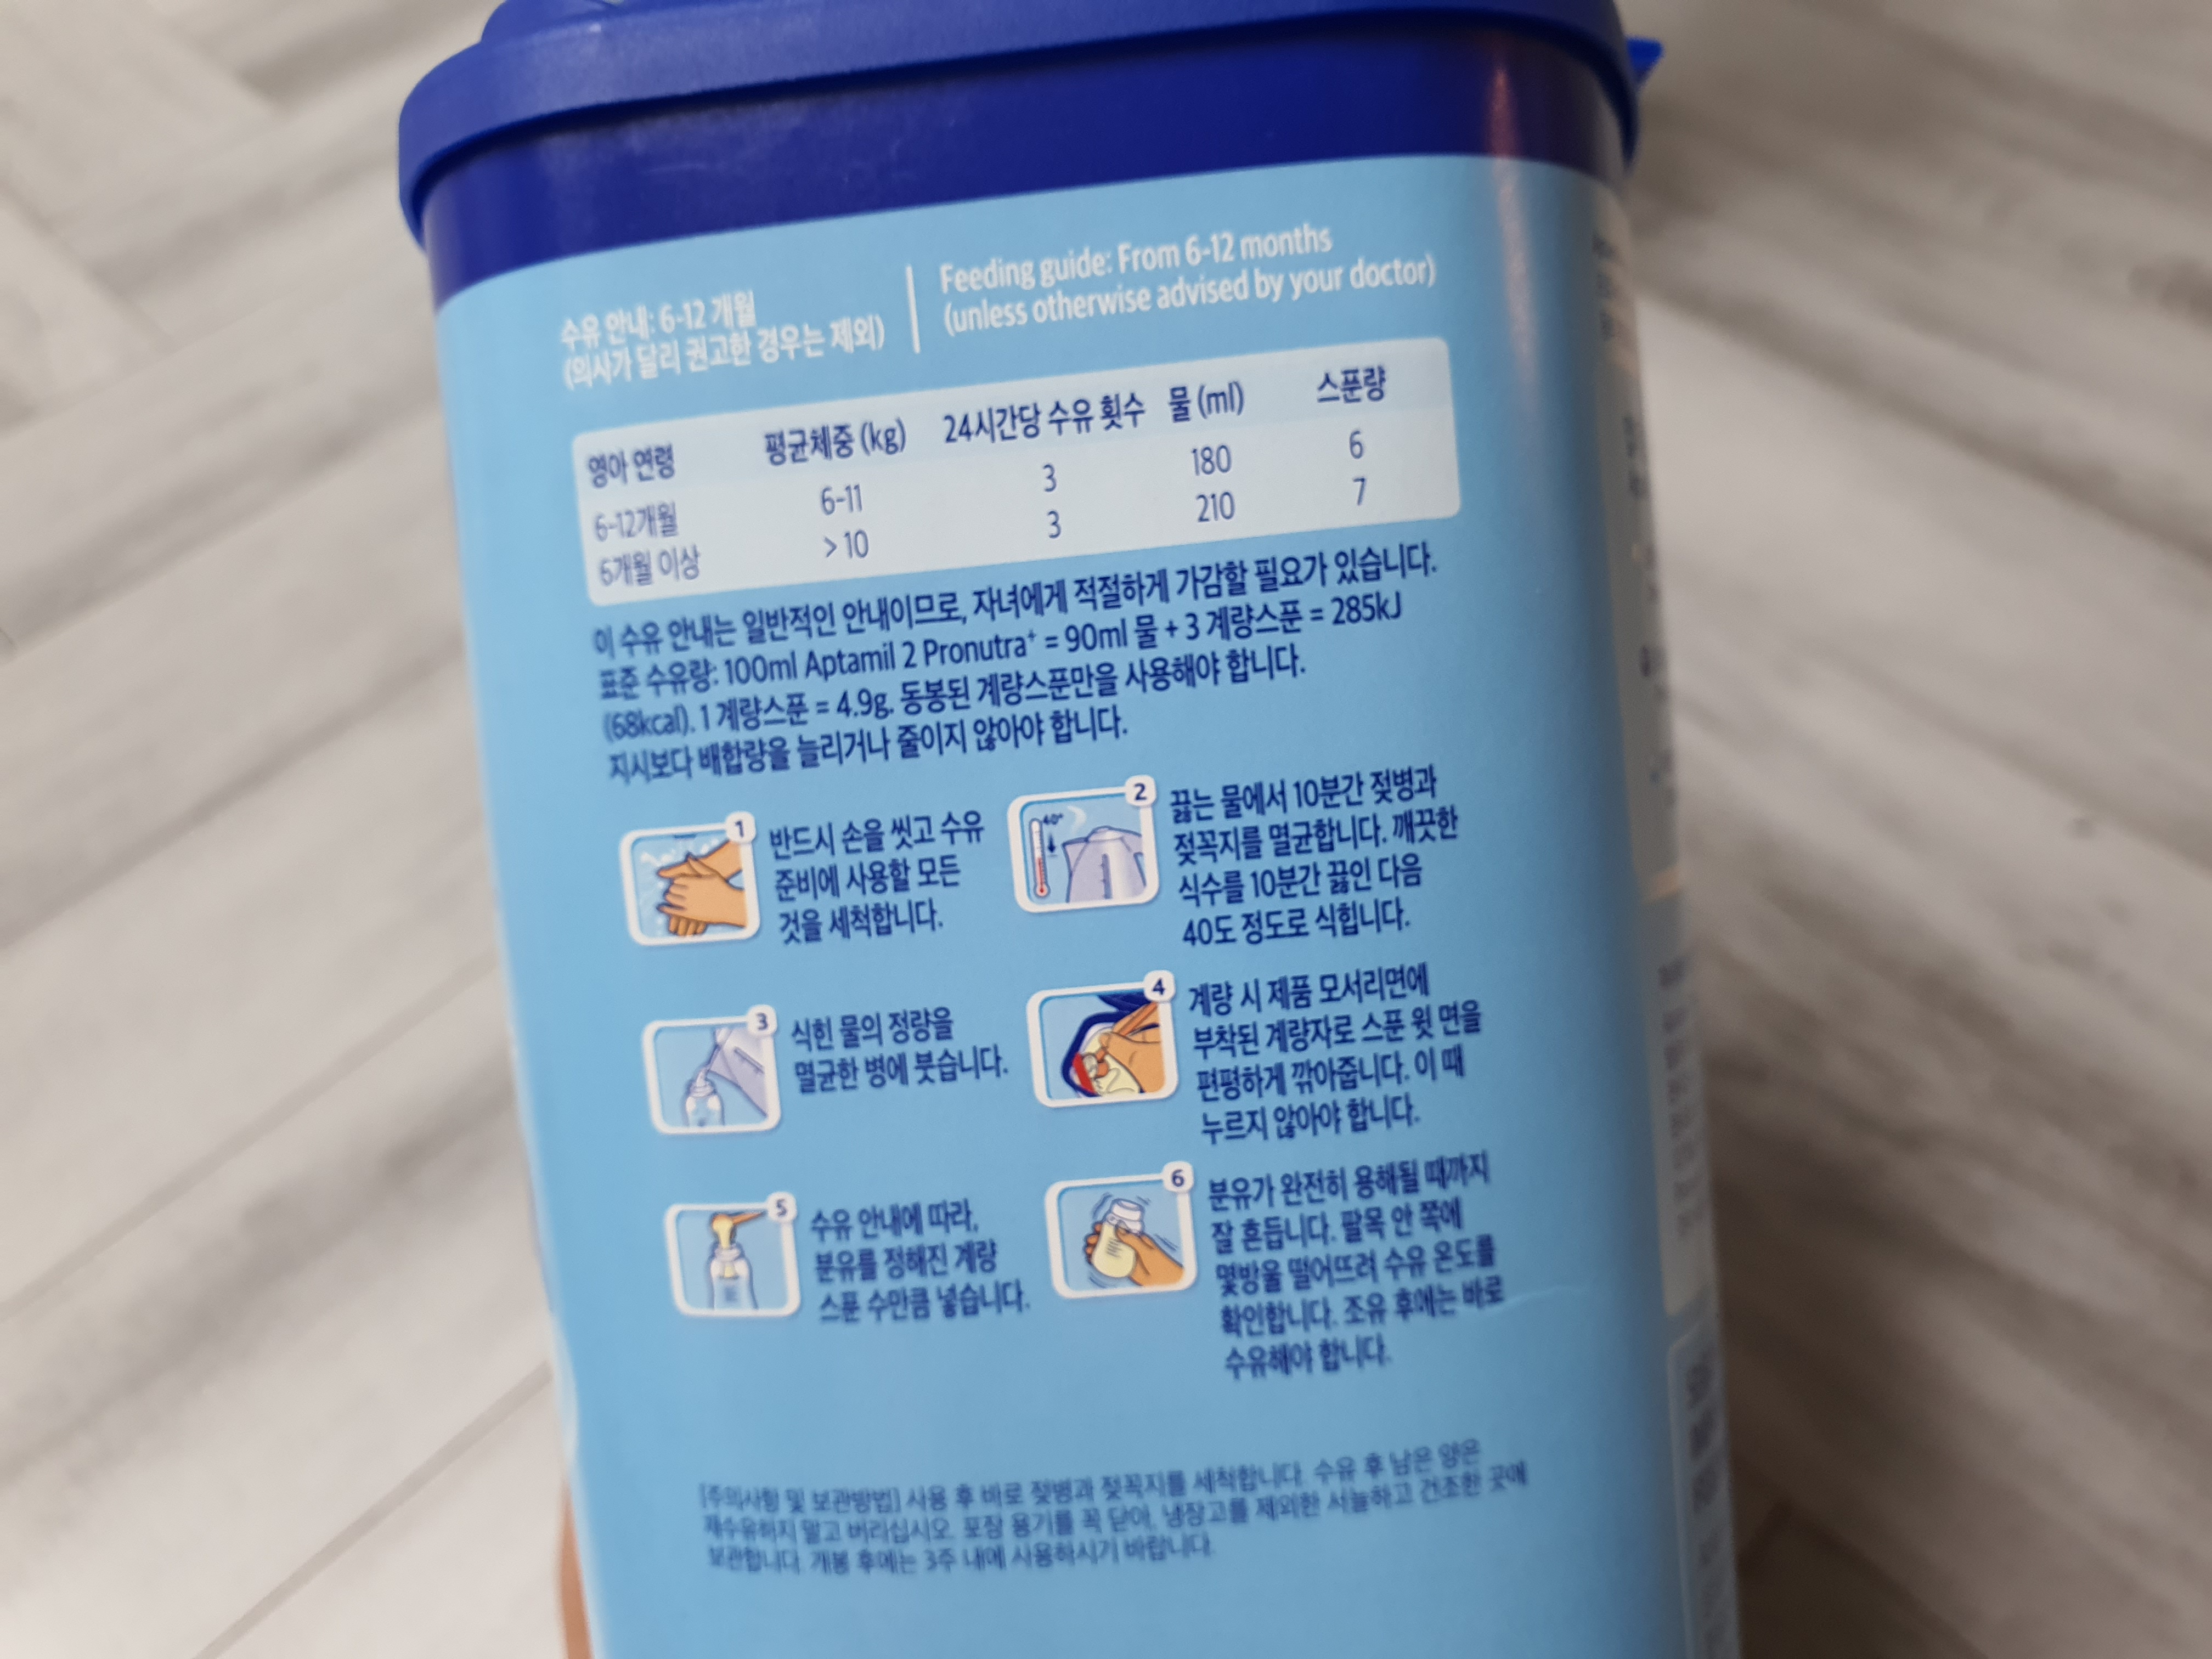 수유 안내: 6-12 개월
(의사가 달리 권고한 경우는 제외)
Feeding guide: From 6-12 months
(unless otherwise advised by your doctor)
영아 연령 평균체중 (kg) 24시간당 수유 횟수 물 (ml) 스푼량
6-12개월 6-11 3 180 6
6개월 이상 > 10 3 210 7
이 수유 안내는 일반적인 안내이므로, 자녀에게 적절하게 가감할 필요가 있습니다.
표준 수유량: 100ml Aptamil 2 Pronutra⁺ = 90ml 물 + 3 계량스푼 = 285kJ
(68kcal). 1 계량스푼 = 4.9g. 동봉된 계량스푼만을 사용해야 합니다.
지시보다 배합량을 늘리거나 줄이지 않아야 합니다.
1
반드시 손을 씻고 수유
준비에 사용할 모든
것을 세척합니다.
2
40°
끓는 물에서 10분간 젖병과
젖꼭지를 멸균합니다. 깨끗한
식수를 10분간 끓인 다음
40도 정도로 식힙니다.
3
식힌 물의 정량을
멸균한 병에 붓습니다.
4
계량 시 제품 모서리면에
부착된 계량자로 스푼 윗 면을
편평하게 깎아줍니다. 이 때
누르지 않아야 합니다.
5
수유 안내에 따라,
분유를 정해진 계량
스푼 수만큼 넣습니다.
6
분유가 완전히 용해될 때까지
잘 흔듭니다. 팔목 안 쪽에
몇방울 떨어뜨려 수유 온도를
확인합니다. 조유 후에는 바로
수유해야 합니다.
[주의사항 및 보관방법] 사용 후 바로 젖병과 젖꼭지를 세척합니다. 수유 후 남은 양은
재수유하지 말고 버리십시오. 포장 용기를 꼭 닫아, 냉장고를 제외한 서늘하고 건조한 곳에
보관합니다. 개봉 후에는 3주 내에 사용하시기 바랍니다.